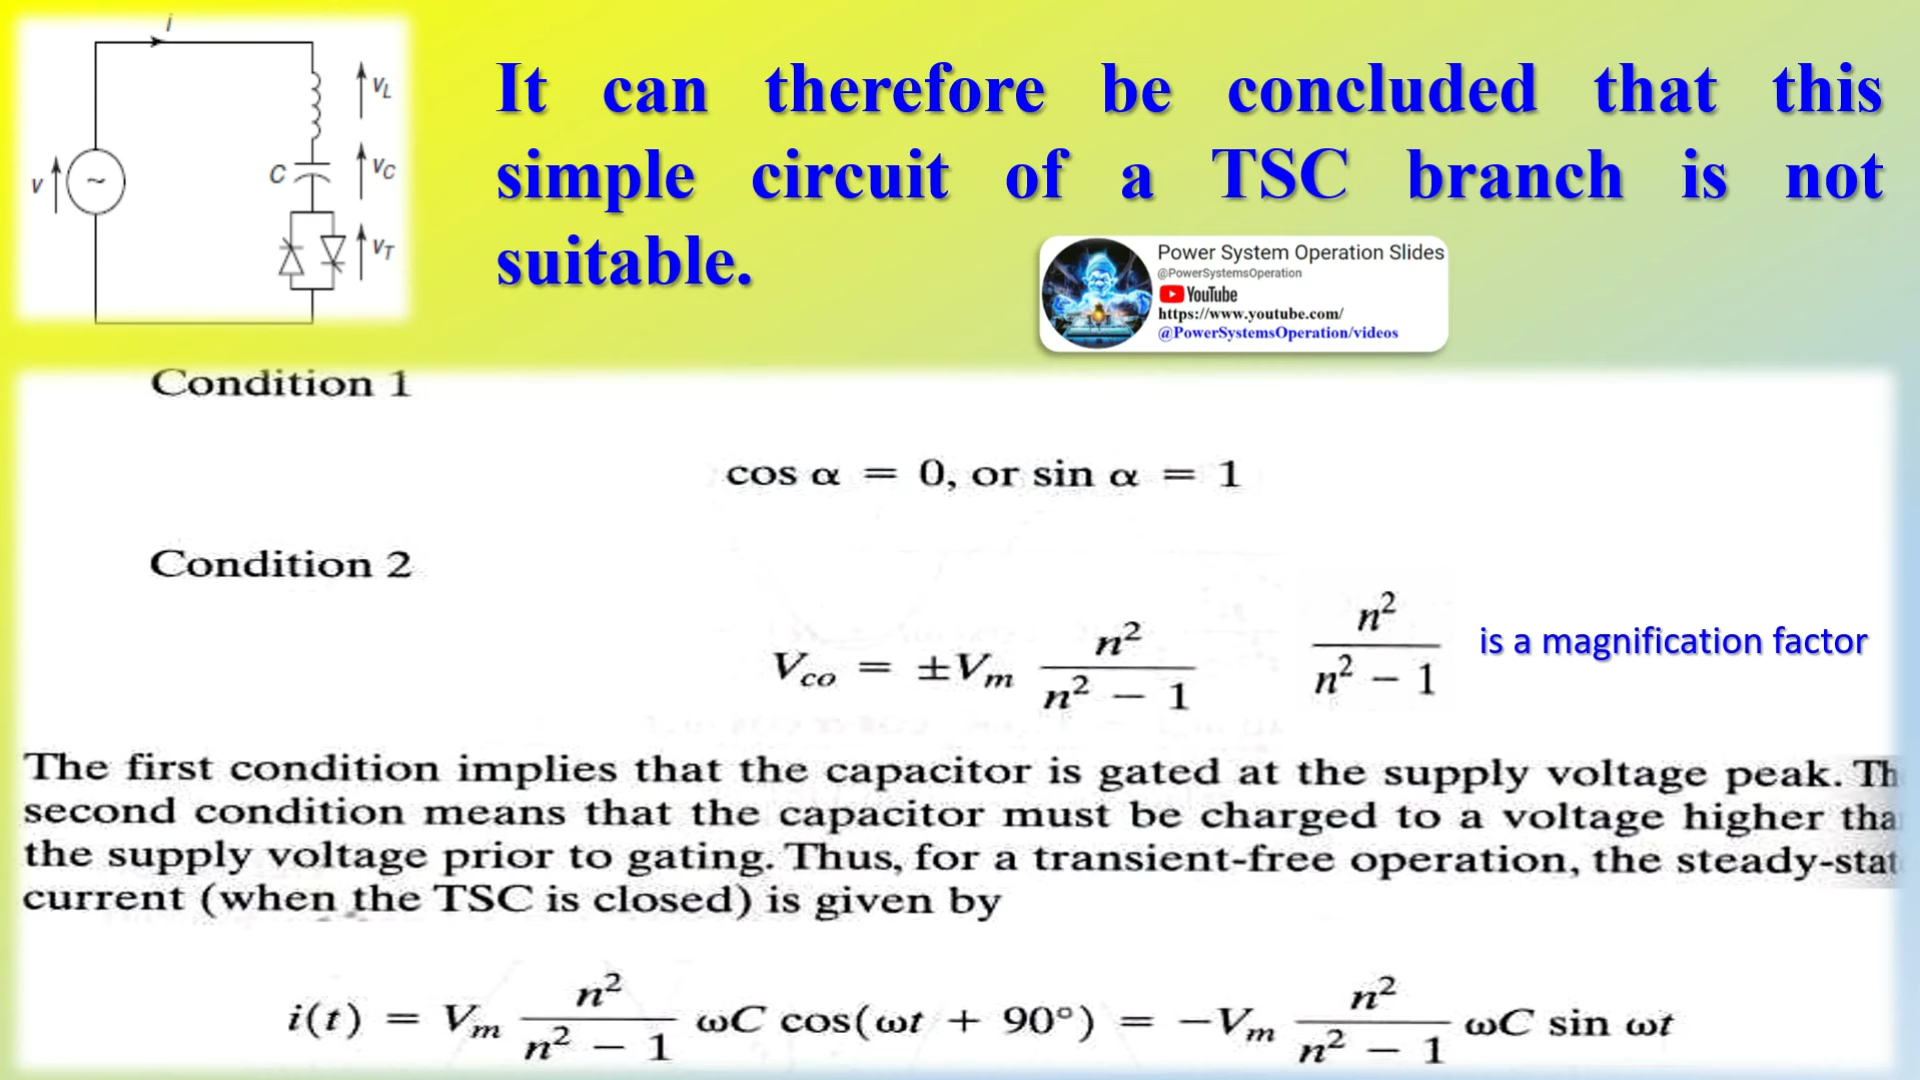 i
v
~
C
vL
vC
vT
It can therefore be concluded that this
simple circuit of a TSC branch is not
suitable.
Power System Operation Slides
@PowerSystemsOperation
YouTube
https://www.youtube.com/
@PowerSystemsOperation/videos
Condition 1
cos α = 0, or sin α = 1
Condition 2
V_co = ±V_m n²/(n² − 1)
n²/(n² − 1) is a magnification factor
The first condition implies that the capacitor is gated at the supply voltage peak. Th
second condition means that the capacitor must be charged to a voltage higher tha
the supply voltage prior to gating. Thus, for a transient-free operation, the steady-stat
current (when the TSC is closed) is given by
i(t) = V_m n²/(n² − 1) ωC cos(ωt + 90°) = −V_m n²/(n² − 1) ωC sin ωt